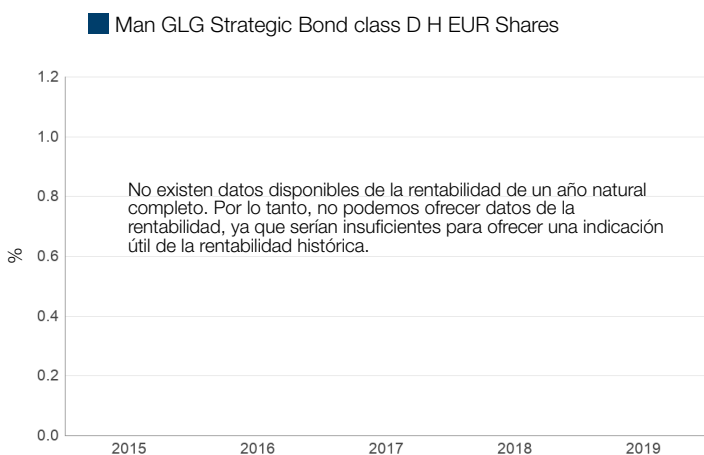 Man GLG Strategic Bond class D H EUR Shares
1.2
1.0
0.8
0.6
0.4
0.2
0.0
%
No existen datos disponibles de la rentabilidad de un año natural
completo. Por lo tanto, no podemos ofrecer datos de la
rentabilidad, ya que serían insuficientes para ofrecer una indicación
útil de la rentabilidad histórica.
2015 2016 2017 2018 2019